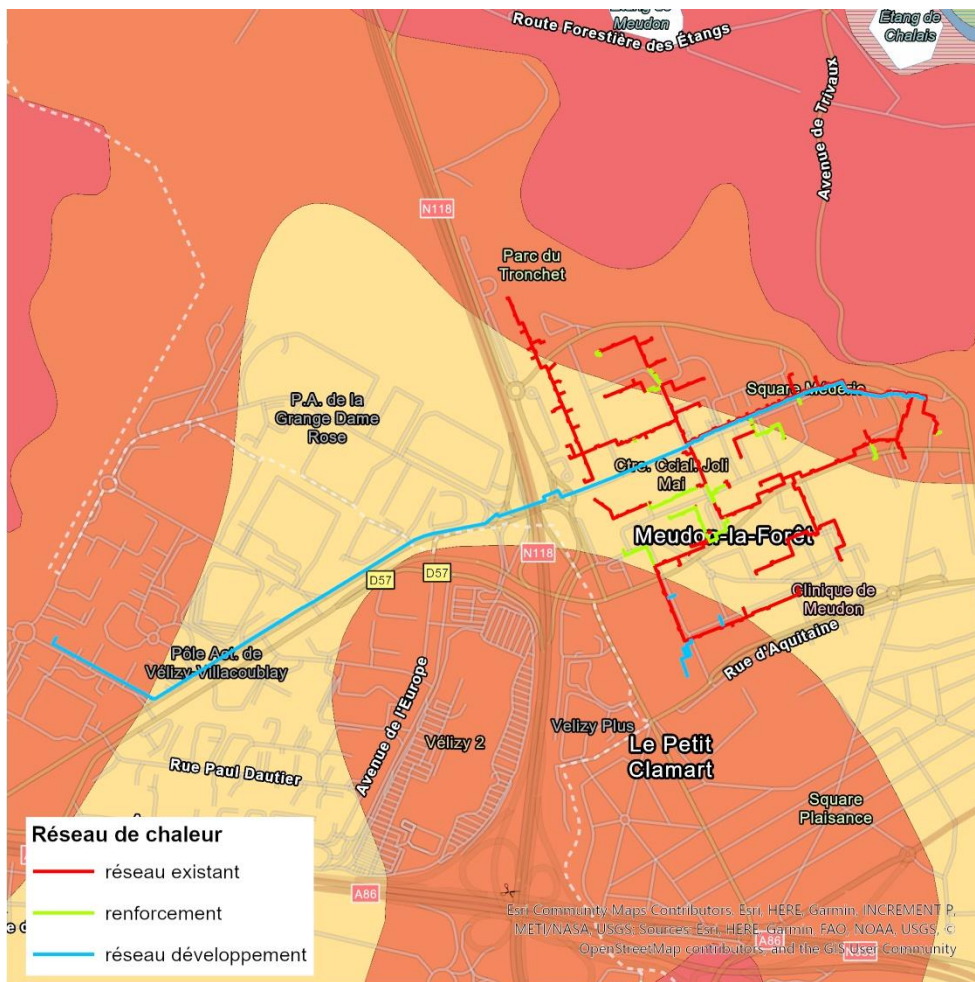 Étang de
Meudon
Étang de
Chalais
Route Forestière des Étangs
Avenue de Trivaux
N118
Parc du
Tronchet
P.A. de la
Grange Dame
Rose
Square Méderic
Ctre. Ccial. Joli
Mai
Meudon-la-Forêt
N118
D57
D57
Clinique de
Meudon
Rue d'Aquitaine
Pôle Act. de
Vélizy-Villacoublay
Avenue de l'Europe
Vélizy 2
Velizy Plus
Le Petit
Clamart
Rue Paul Dautier
Square
Plaisance
Réseau de chaleur
réseau existant
renforcement
réseau développement
A86
A86
Esri Community Maps Contributors, Esri, HERE, Garmin, INCREMENT P,
METI/NASA, USGS; Sources: Esri, HERE, Garmin, FAO, NOAA, USGS, ©
OpenStreetMap contributors, and the GIS User Community